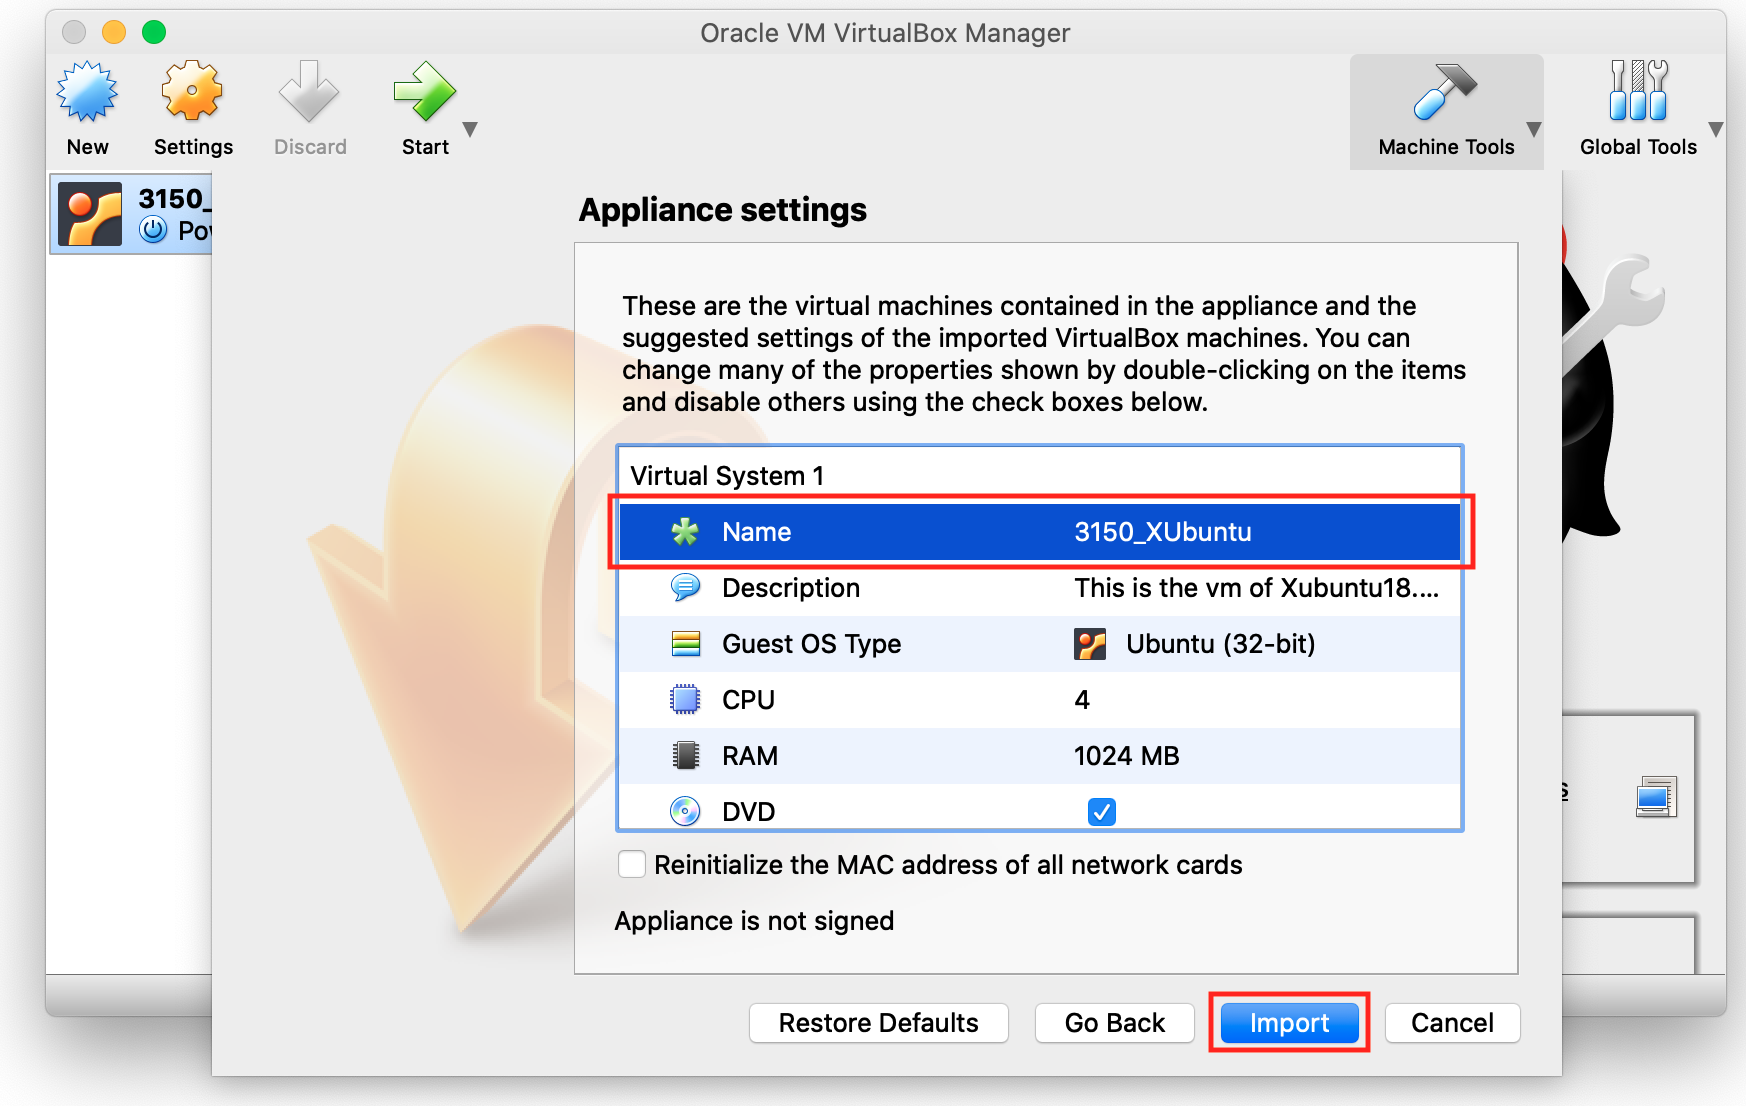 Oracle VM VirtualBox Manager
New
Settings
Discard
Start
Machine Tools
Global Tools
3150_
Appliance settings
These are the virtual machines contained in the appliance and the
suggested settings of the imported VirtualBox machines. You can
change many of the properties shown by double-clicking on the items
and disable others using the check boxes below.
Virtual System 1
Name 3150_XUbuntu
Description This is the vm of Xubuntu18....
Guest OS Type Ubuntu (32-bit)
CPU 4
RAM 1024 MB
DVD
Reinitialize the MAC address of all network cards
Appliance is not signed
Restore Defaults
Go Back
Import
Cancel